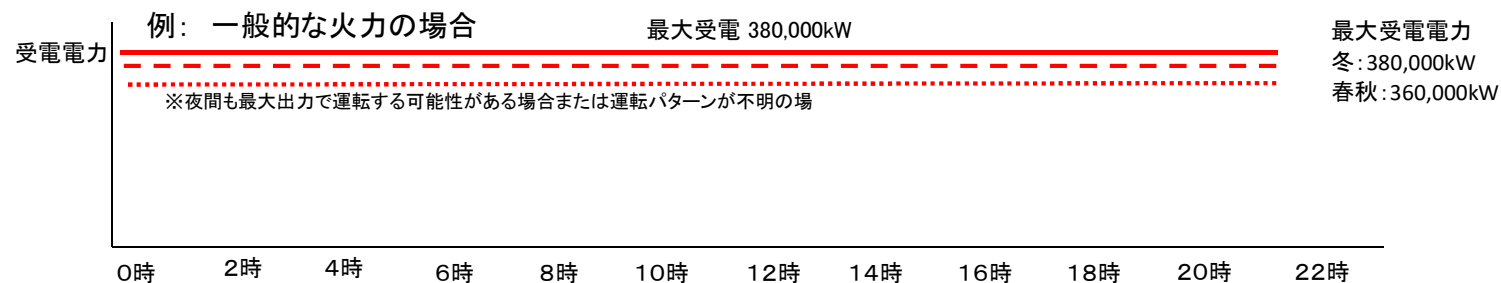 例： 一般的な火力の場合
最大受電 380,000kW
受電電力
※夜間も最大出力で運転する可能性がある場合または運転パターンが不明の場
最大受電電力
冬：380,000kW
春秋：360,000kW
0時 2時 4時 6時 8時 10時 12時 14時 16時 18時 20時 22時